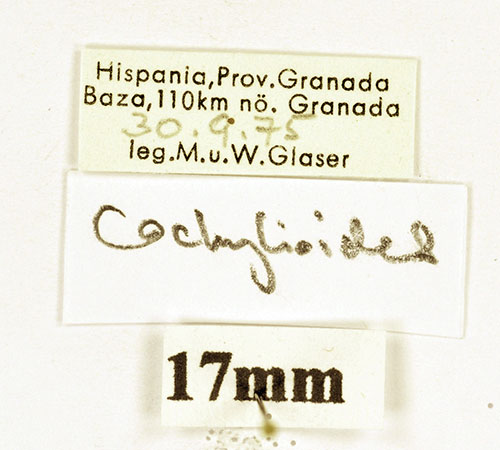 Hispania,Prov.Granada
Baza,110km nö. Granada
30.9.75
leg.M.u.W.Glaser
Cochylioides
17mm